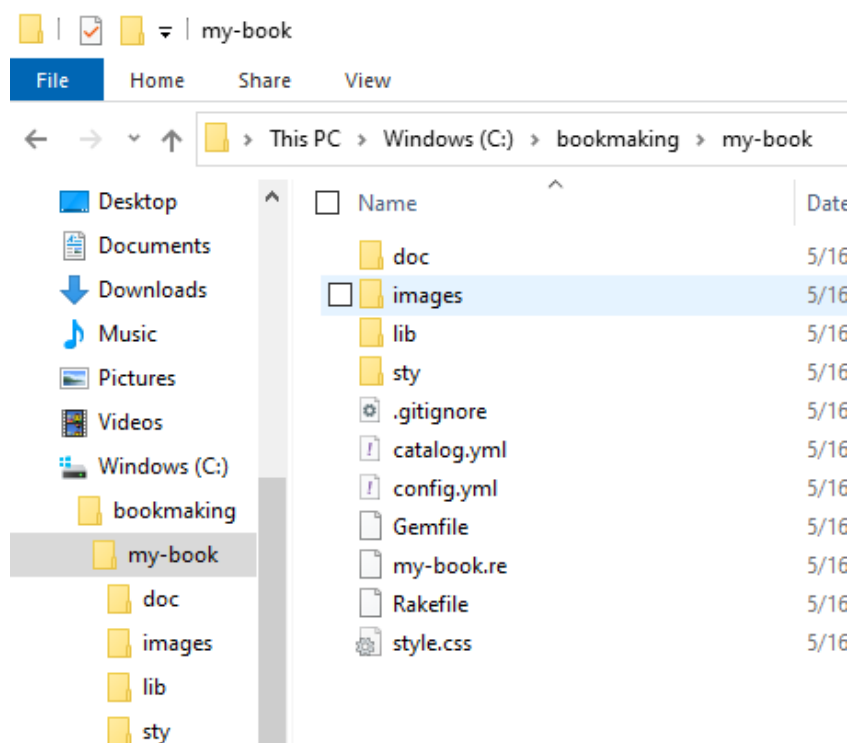 my-book
File Home Share View
This PC > Windows (C:) > bookmaking > my-book
Desktop
Documents
Downloads
Music
Pictures
Videos
Windows (C:)
bookmaking
my-book
doc
images
lib
sty
Name Date
doc 5/16
images 5/16
lib 5/16
sty 5/16
.gitignore 5/16
catalog.yml 5/16
config.yml 5/16
Gemfile 5/16
my-book.re 5/16
Rakefile 5/16
style.css 5/16